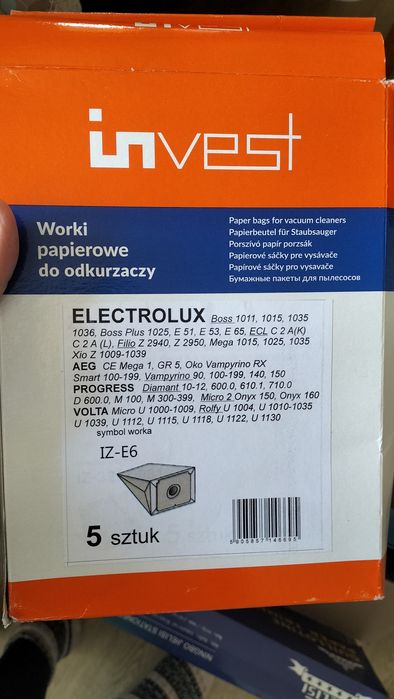 invest
Worki
papierowe
do odkurzaczy
Paper bags for vacuum cleaners
Papierbeutel für Staubsauger
Porszívó papír porzsák
Papierové sáčky pre vysávače
Papírové sáčky pro vysavače
Бумажные пакеты для пылесосов
ELECTROLUX Boss 1011, 1015, 1035
1036, Boss Plus 1025, E 51, E 53, E 65, ECL C 2 A(K)
C 2 A (L), Filio Z 2940, Z 2950, Mega 1015, 1025, 1035
Xio Z 1009-1039
AEG CE Mega 1, GR 5, Oko Vampyrino RX
Smart 100-199, Vampyrino 90, 100-199, 140, 150
PROGRESS Diamant 10-12, 600.0, 610.1, 710.0
D 600.0, M 100, M 300-399, Micro 2 Onyx 150, Onyx 160
VOLTA Micro U 1000-1009, Rolfy U 1004, U 1010-1035
U 1039, U 1112, U 1115, U 1118, U 1122, U 1130
symbol worka
IZ-E6
5 sztuk
NINGBO
STATION